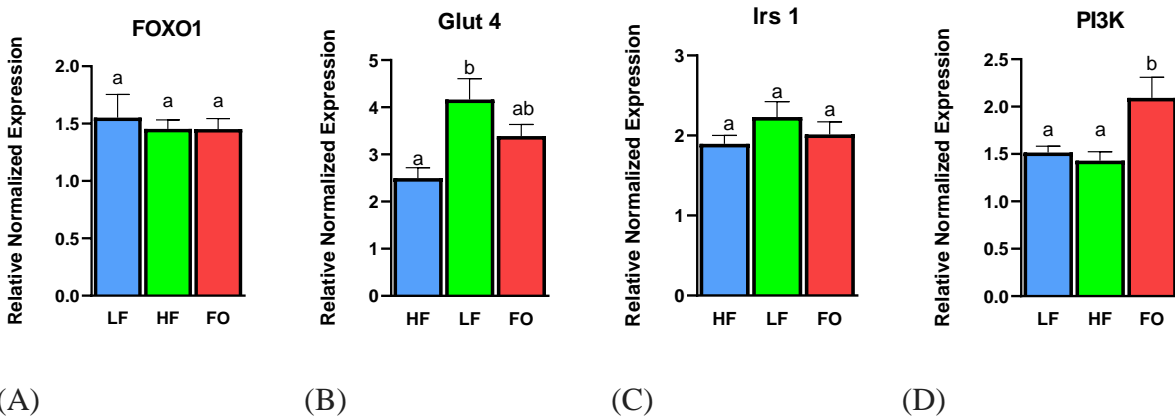 FOXO1
Relative Normalized Expression
2.0
1.5
1.0
0.5
0.0
a
a
a
LF HF FO
(A)
Glut 4
Relative Normalized Expression
6
5
4
3
2
1
0
a
b
ab
HF LF FO
(B)
Irs 1
Relative Normalized Expression
3
2
1
0
a
a
a
HF LF FO
(C)
PI3K
Relative Normalized Expression
2.5
2.0
1.5
1.0
0.5
0.0
a
a
b
LF HF FO
(D)